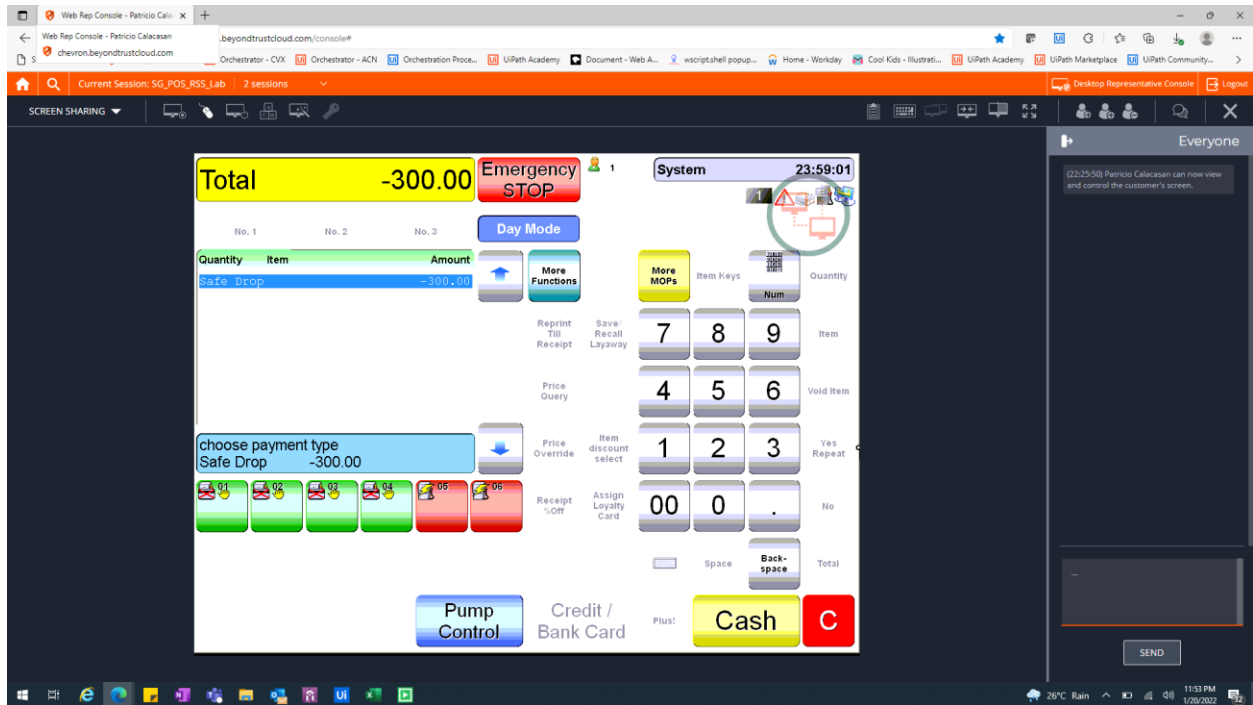 Web Rep Console - Patricio Cala
Web Rep Console - Patricio Calacasan
chevron.beyondtrustcloud.com
.beyondtrustcloud.com/console#
S
Orchestrator - CVX
Orchestrator - ACN
Orchestration Proce...
UiPath Academy
Document - Web A...
wscript.shell popup...
Home - Workday
Cool Kids - Illustrati...
UiPath Academy
UiPath Marketplace
UiPath Community...
Current Session: SG_POS_RSS_Lab
2 sessions
Desktop Representative Console
Logout
SCREEN SHARING
Everyone
(22:25:50) Patricio Calacasan can now view
and control the customer's screen.
Total -300.00
Emergency
STOP
1
System 23:59:01
1
No. 1
No. 2
No. 3
Day Mode
Quantity Item Amount
Safe Drop -300.00
More
Functions
More
MOPs
Item Keys
Num
Quantity
Reprint
Till
Receipt
Save/
Recall
Layaway
7
8
9
Item
Price
Query
4
5
6
Void Item
choose payment type
Safe Drop -300.00
Price
Override
Item
discount
select
1
2
3
Yes
Repeat
01
02
03
04
05
06
Receipt
%Off
Assign
Loyalty
Card
00
0
.
No
Space
Back-
space
Total
Pump
Control
Credit /
Bank Card
Plus!
Cash
C
...
SEND
26°C Rain
11:53 PM
1/20/2022